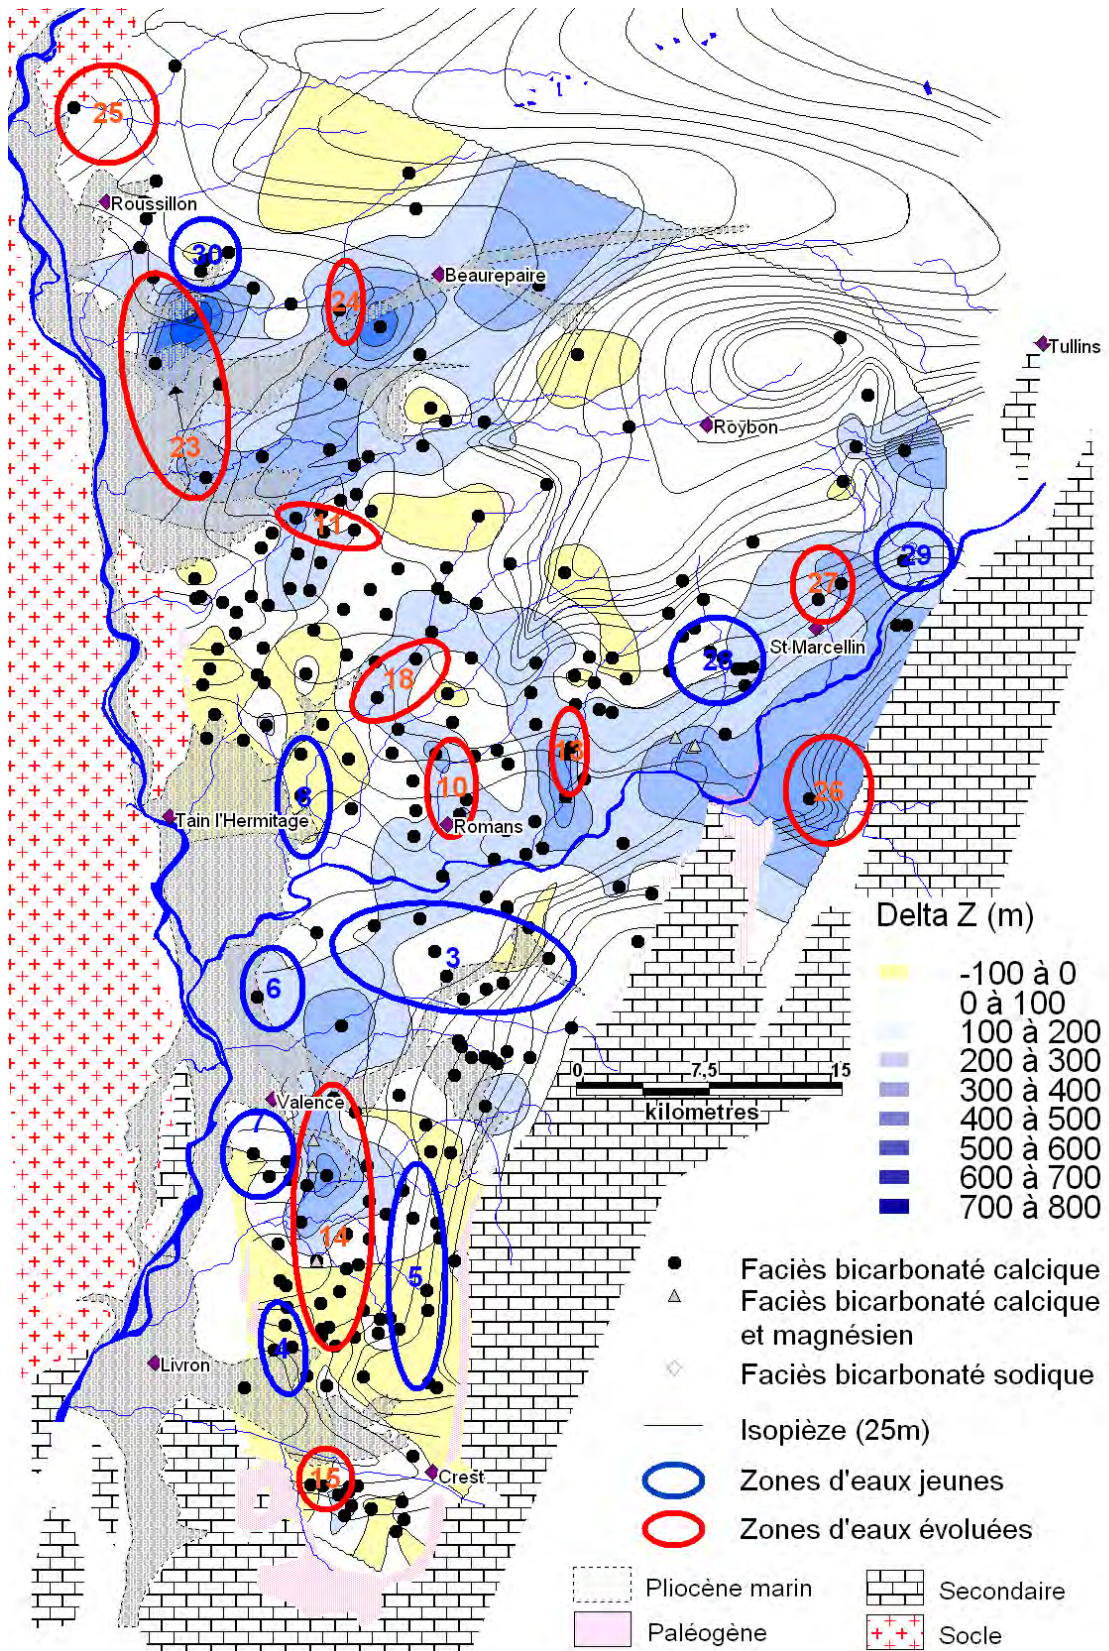 25
Roussillon
30
Beaurepaire
24
Tullins
Roybon
23
11
29
27
St Marcellin
28
18
13
10
26
8
Tain l'Hermitage
Romans
Delta Z (m)
3
6
-100 à 0
0 à 100
100 à 200
200 à 300
300 à 400
400 à 500
500 à 600
600 à 700
700 à 800
0 7.5 15
kilometres
Valence
7
14
5
4
Livron
15
Crest
Faciès bicarbonaté calcique
Faciès bicarbonaté calcique
et magnésien
Faciès bicarbonaté sodique
Isopièze (25m)
Zones d'eaux jeunes
Zones d'eaux évoluées
Pliocène marin
Secondaire
Paléogène
Socle